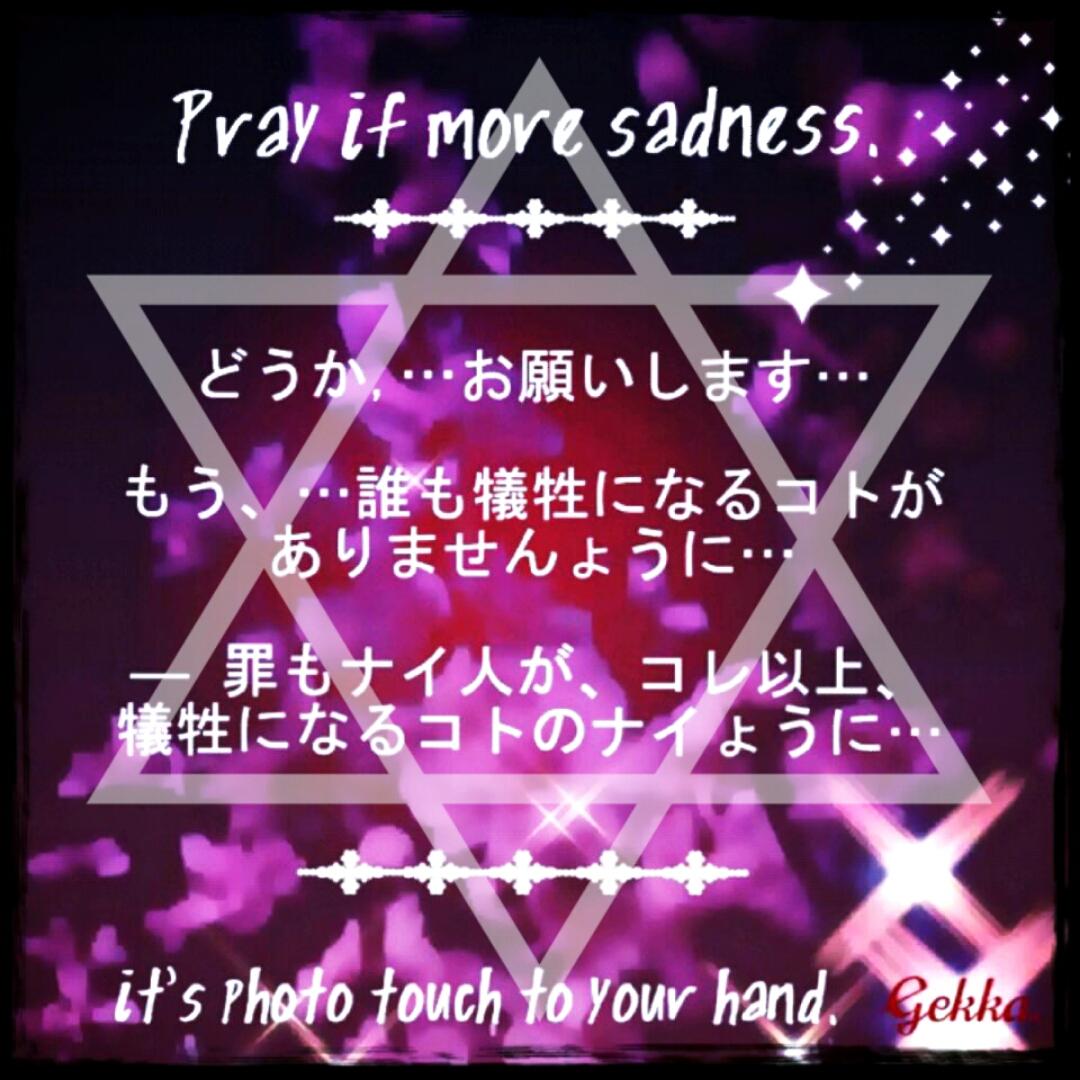 Pray if more sadness.
どうか, …お願いします…
もう、…誰も犠牲になるコトが
ありませんょうに…
― 罪もナイ人が、コレ以上、
犠牲になるコトのナイょうに…
it's photo touch to your hand.
Gekka.